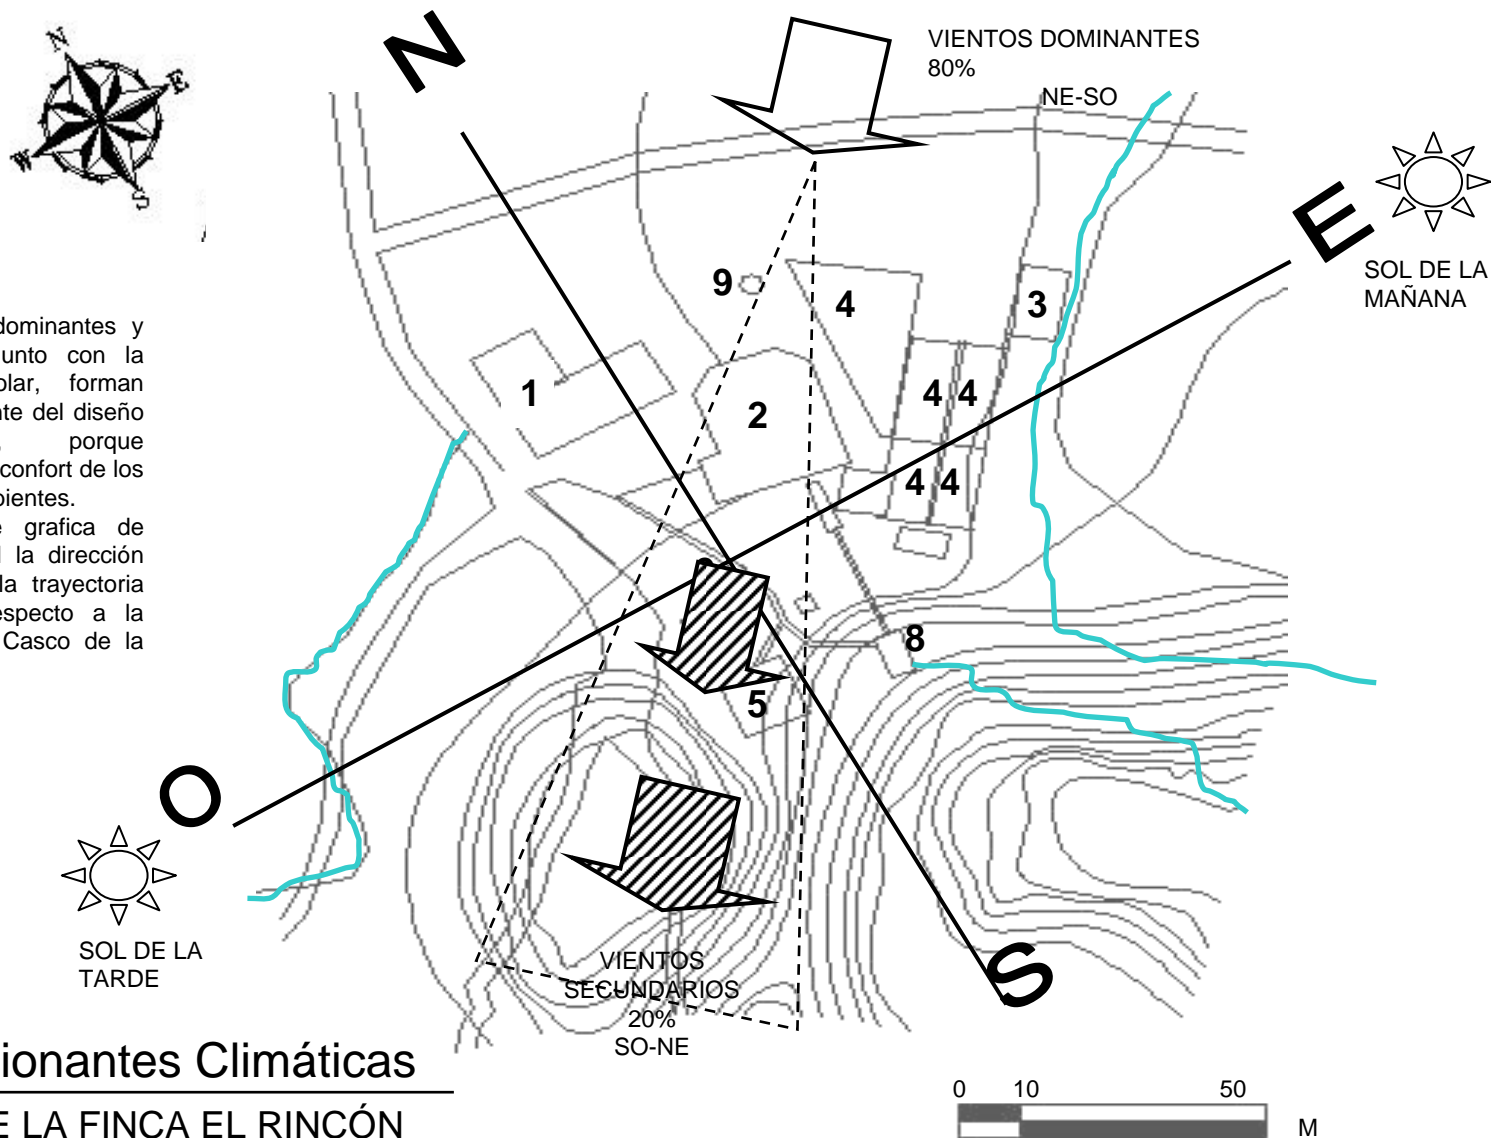 N
E
W
S
N
VIENTOS DOMINANTES
80%
NE-SO
E
SOL DE LA
MAÑANA
dominantes y
unto con la
olar, forman
te del diseño
porque
confort de los
bientes.
e grafica de
l la dirección
la trayectoria
especto a la
Casco de la
9
4
3
1
2
4 4
4 4
8
5
O
SOL DE LA
TARDE
S
VIENTOS
SECUNDARIOS
20%
SO-NE
ionantes Climáticas
E LA FINCA EL RINCÓN
0 10 50
M